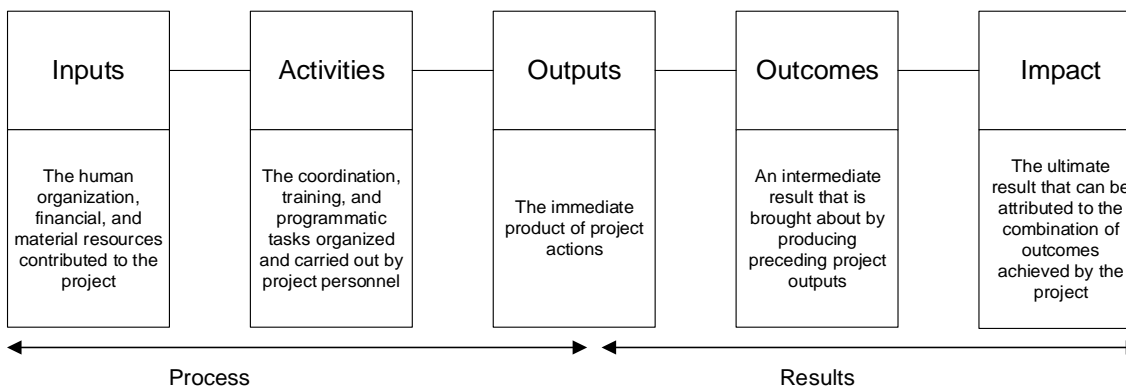 Inputs
Activities
Outputs
Outcomes
Impact
The human
organization,
financial, and
material resources
contributed to the
project
The coordination,
training, and
programmatic
tasks organized
and carried out by
project personnel
The immediate
product of project
actions
An intermediate
result that is
brought about by
producing
preceding project
outputs
The ultimate
result that can be
attributed to the
combination of
outcomes
achieved by the
project
Process
Results